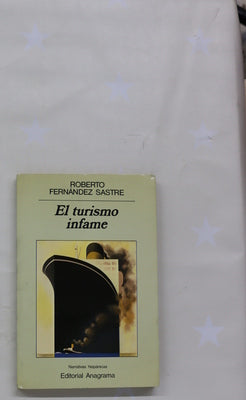 ROBERTO
FERNÁNDEZ SASTRE
El turismo
infame
Narrativas hispánicas
Editorial Anagrama